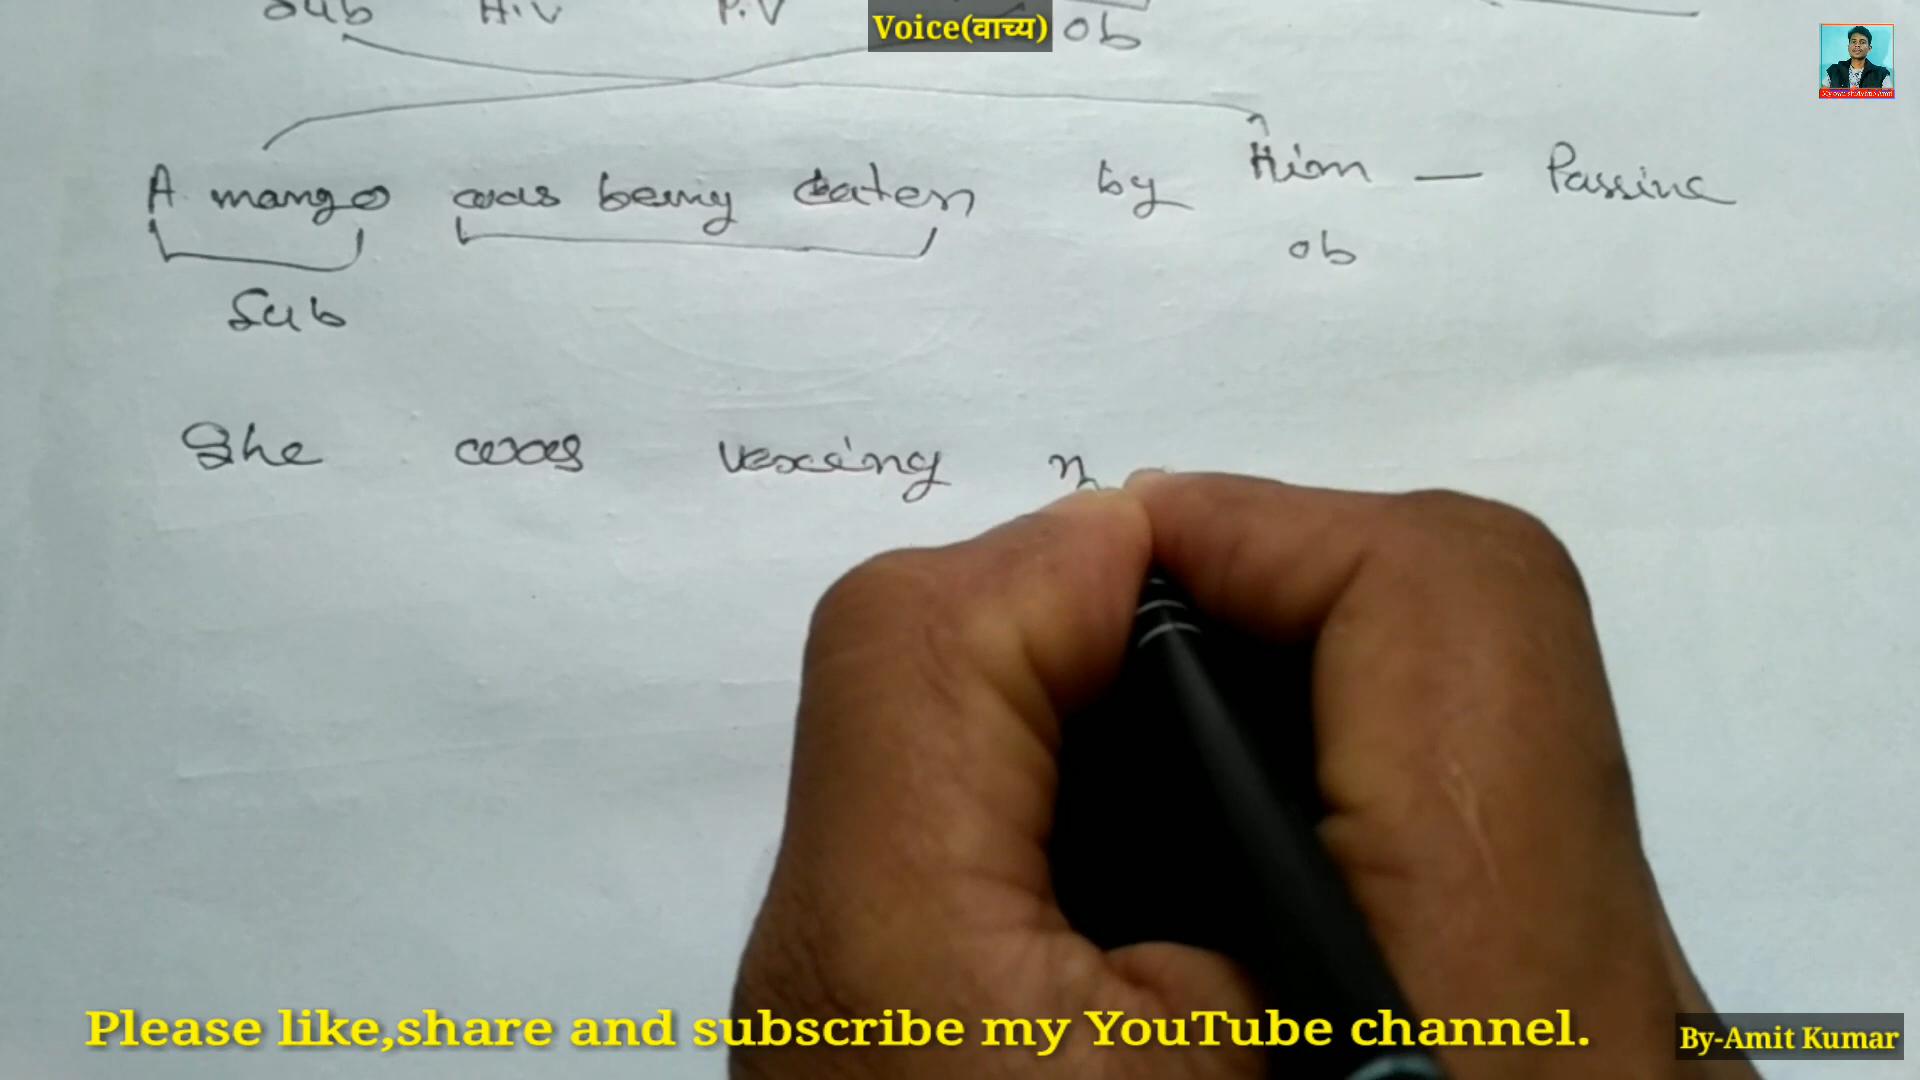 Sub H.V P.V ob
Voice(वाच्य)
A mango was being eaten by Him — Passive
ob
Sub
She was vexing
Please like,share and subscribe my YouTube channel.
By-Amit Kumar